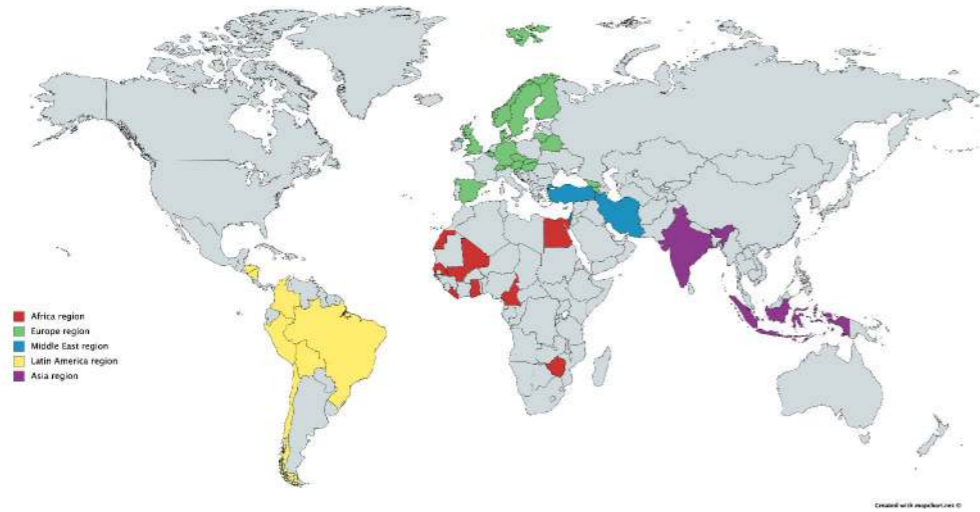 Africa region
Europe region
Middle East region
Latin America region
Asia region
Created with mapchart.net ©